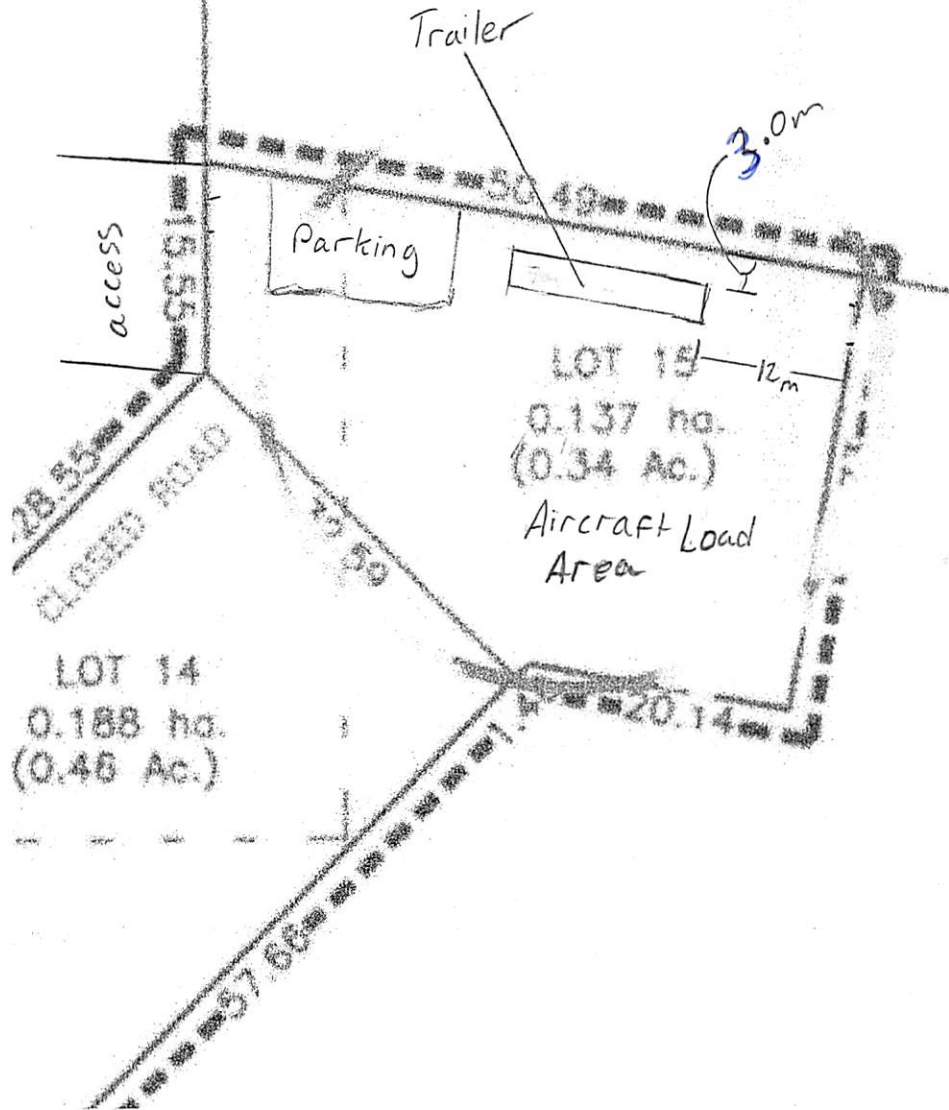 Trailer
3.0m
50.49
Parking
access
15.55
LOT 15
12m
0.137 ha.
(0.34 Ac.)
Aircraft Load
Area
28.55
CLOSED ROAD
LOT 14
0.188 ha.
(0.46 Ac.)
20.14
57.66